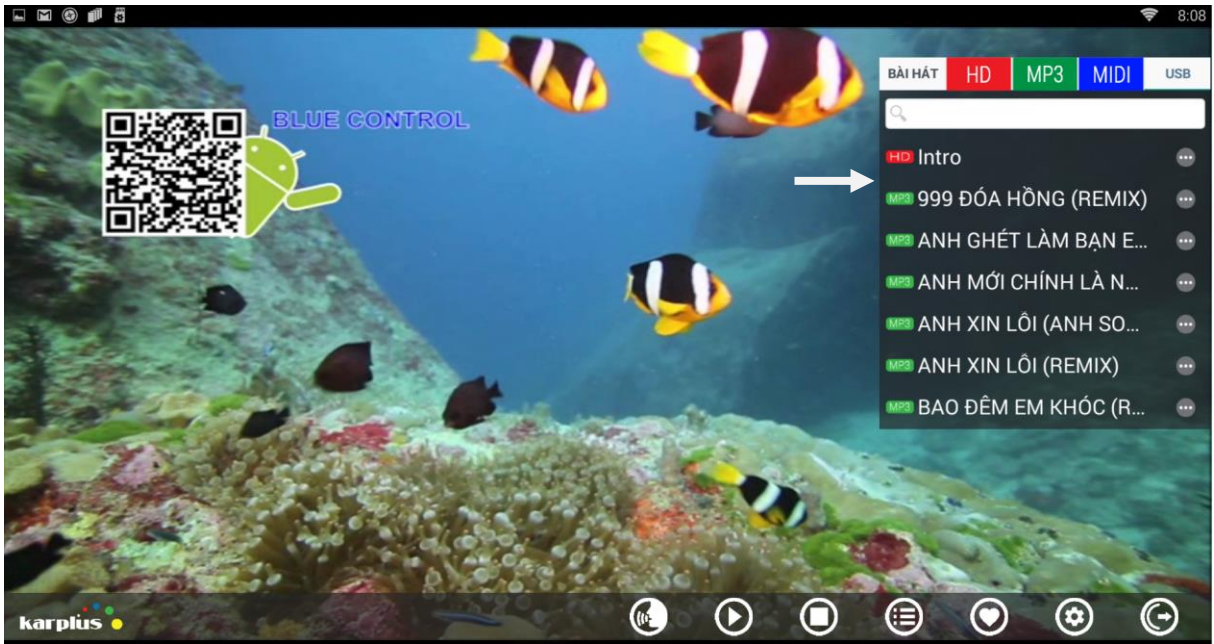 8:08
BLUE CONTROL
BÀI HÁT HD MP3 MIDI USB
HD Intro
MP3 999 ĐÓA HỒNG (REMIX)
MP3 ANH GHÉT LÀM BẠN E...
MP3 ANH MỚI CHÍNH LÀ N...
MP3 ANH XIN LÔI (ANH SO...
MP3 ANH XIN LÔI (REMIX)
MP3 BAO ĐÊM EM KHÓC (R...
karplus